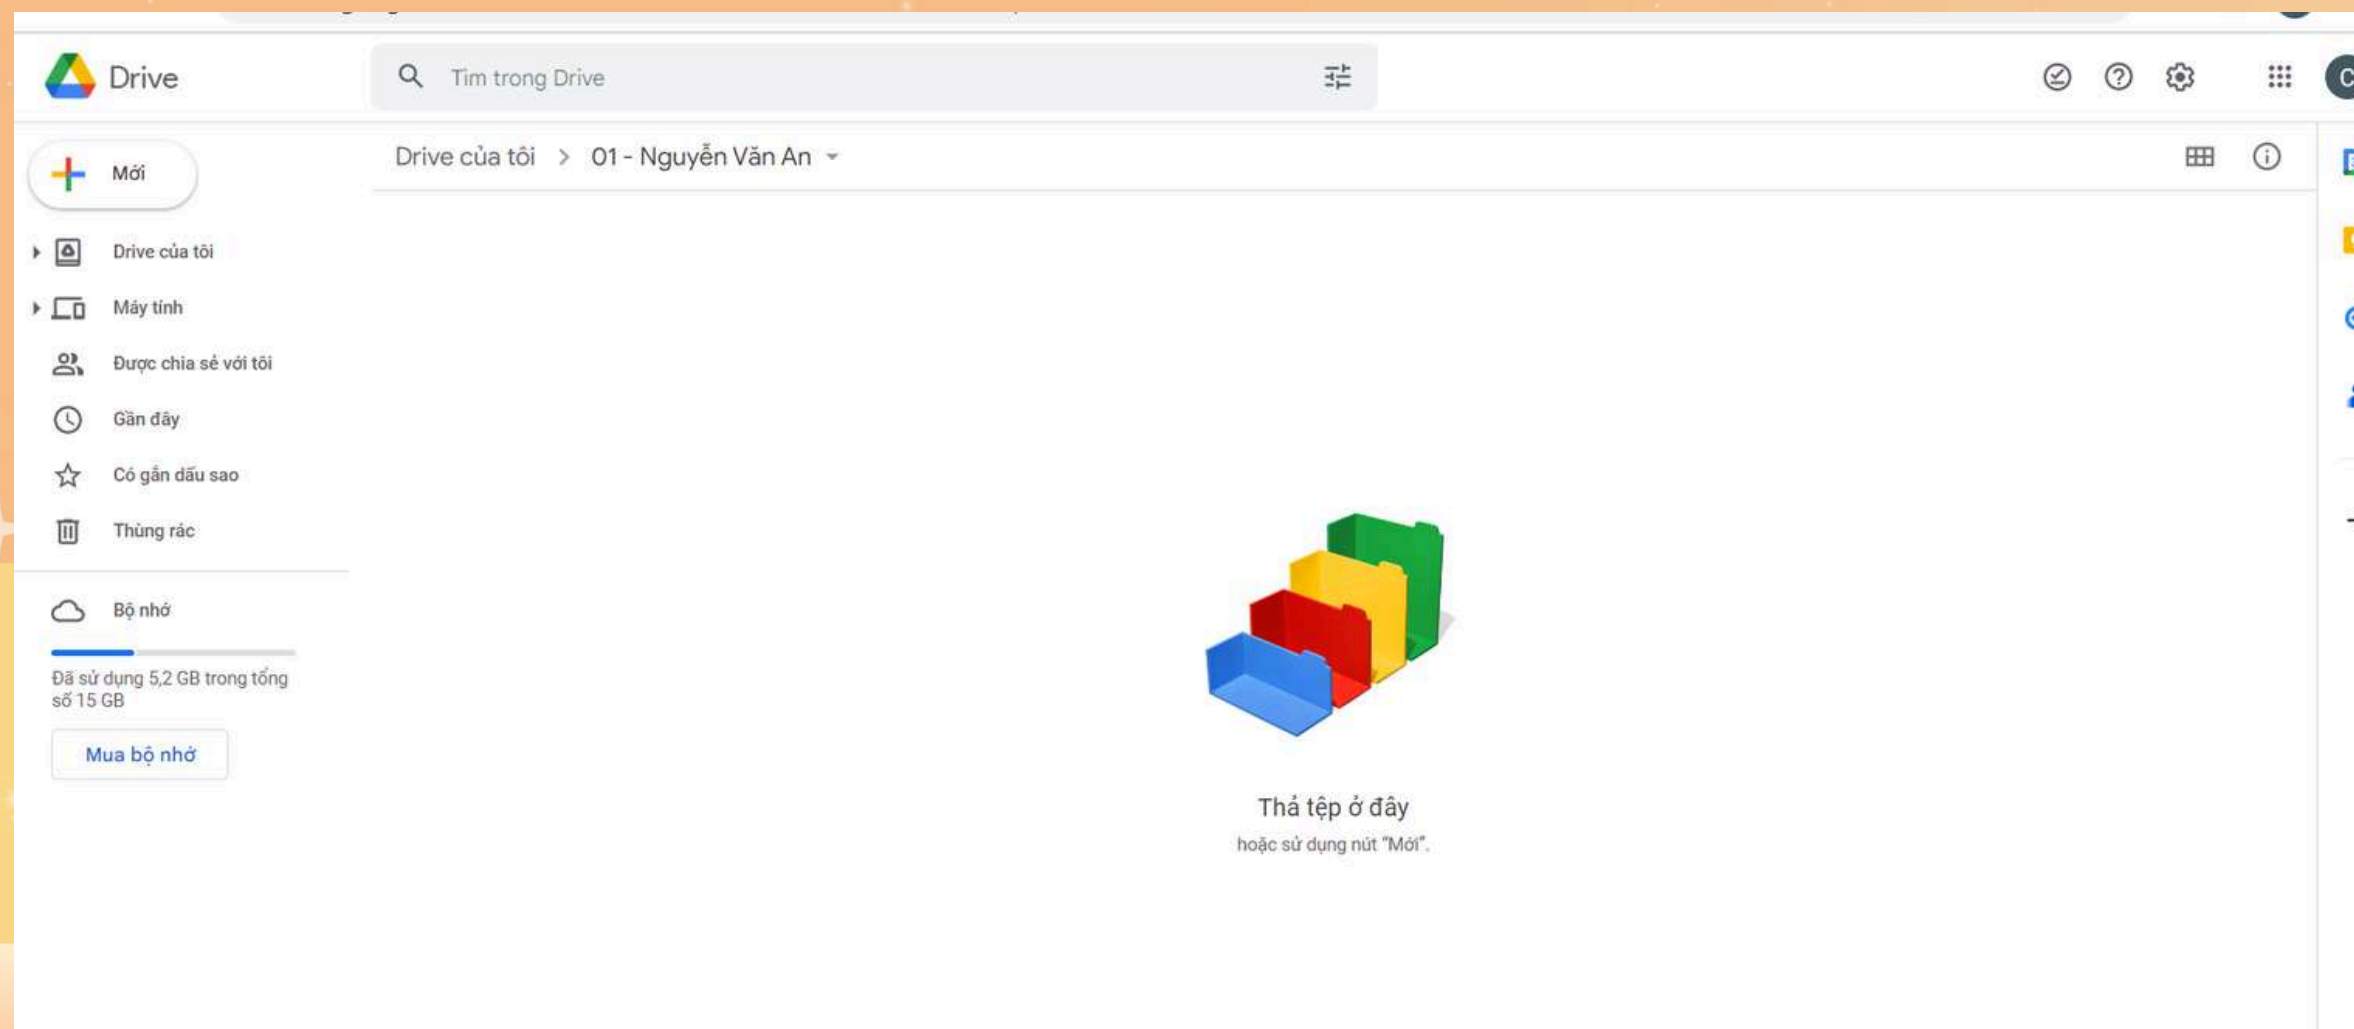 Drive
Tìm trong Drive
Mới
Drive của tôi > 01 - Nguyễn Văn An
Drive của tôi
Máy tính
Được chia sẻ với tôi
Gần đây
Có gắn dấu sao
Thùng rác
Bộ nhớ
Đã sử dụng 5,2 GB trong tổng
số 15 GB
Mua bộ nhớ
Thả tệp ở đây
hoặc sử dụng nút "Mới".